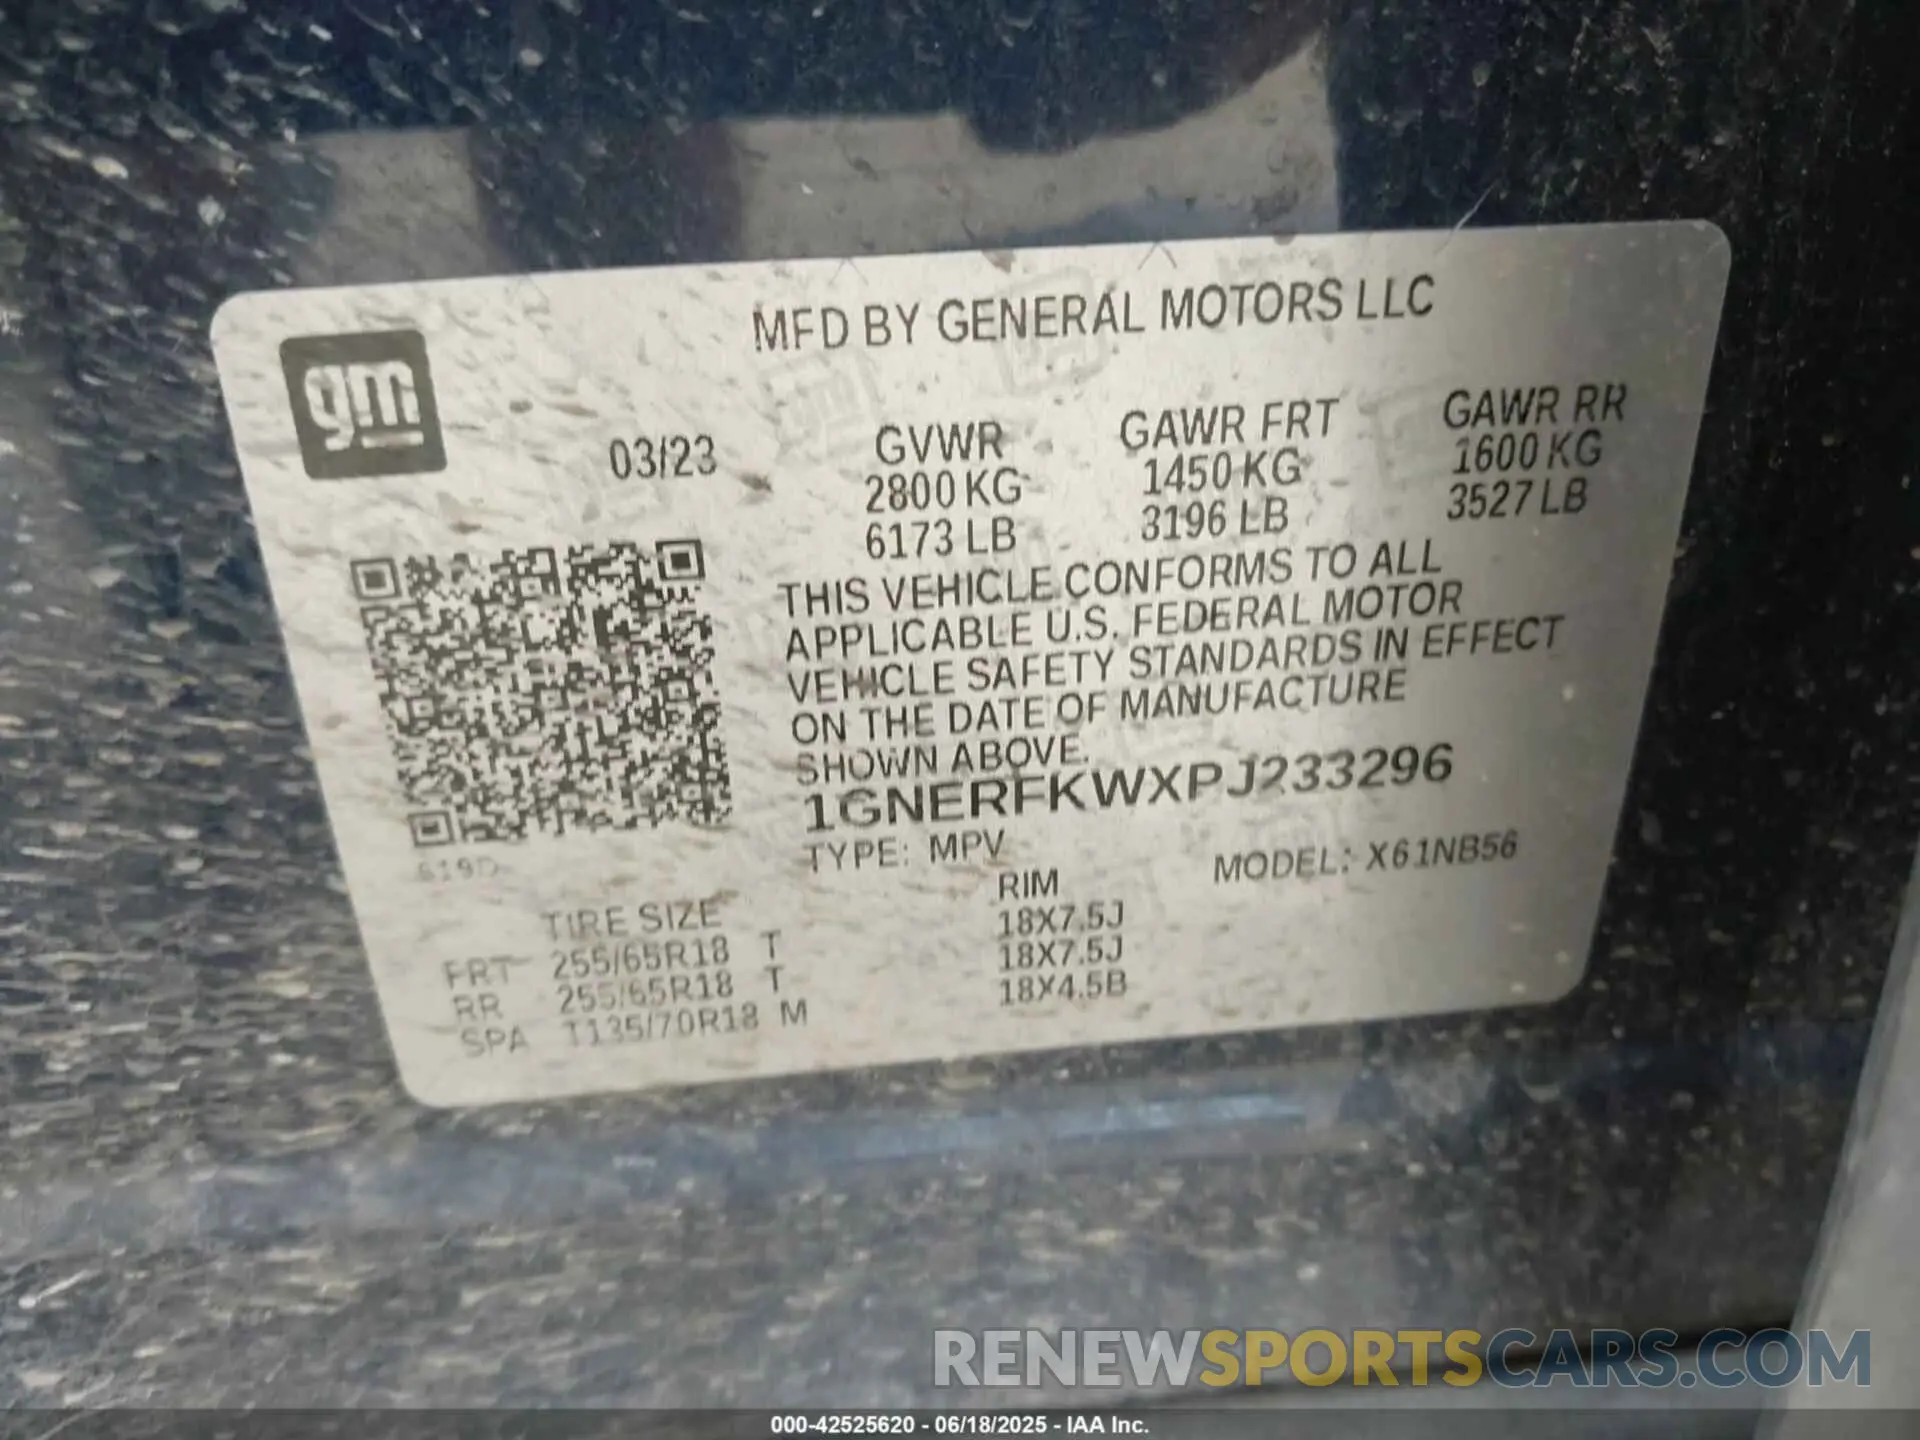 MFD BY GENERAL MOTORS LLC
gm
03/23
GVWR GAWR FRT GAWR RR
2800 KG 1450 KG 1600 KG
6173 LB 3196 LB 3527 LB
THIS VEHICLE CONFORMS TO ALL
APPLICABLE U.S. FEDERAL MOTOR
VEHICLE SAFETY STANDARDS IN EFFECT
ON THE DATE OF MANUFACTURE
SHOWN ABOVE.
1GNERFKWXPJ233296
TYPE: MPV MODEL: X61NB56
TIRE SIZE RIM
FRT 255/65R18 T 18X7.5J
RR 255/65R18 T 18X7.5J
SPA T135/70R18 M 18X4.5B
RENEWSPORTSCARS.COM
000-42525620 - 06/18/2025 - IAA Inc.